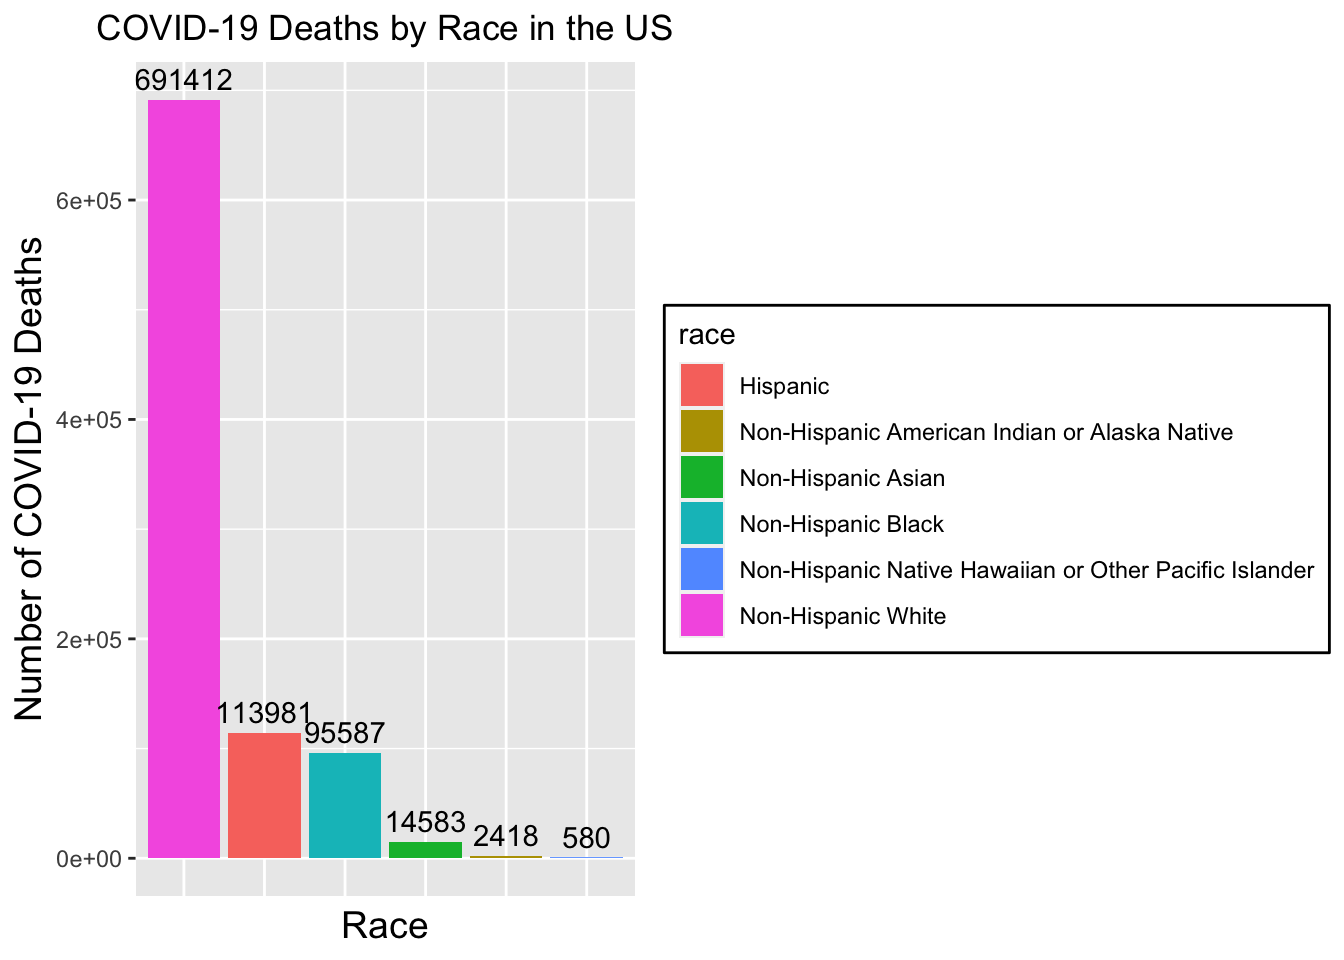 COVID-19 Deaths by Race in the US
691412
6e+05
4e+05
2e+05
0e+00
Number of COVID-19 Deaths
113981
95587
14583
2418
580
Race
race
Hispanic
Non-Hispanic American Indian or Alaska Native
Non-Hispanic Asian
Non-Hispanic Black
Non-Hispanic Native Hawaiian or Other Pacific Islander
Non-Hispanic White